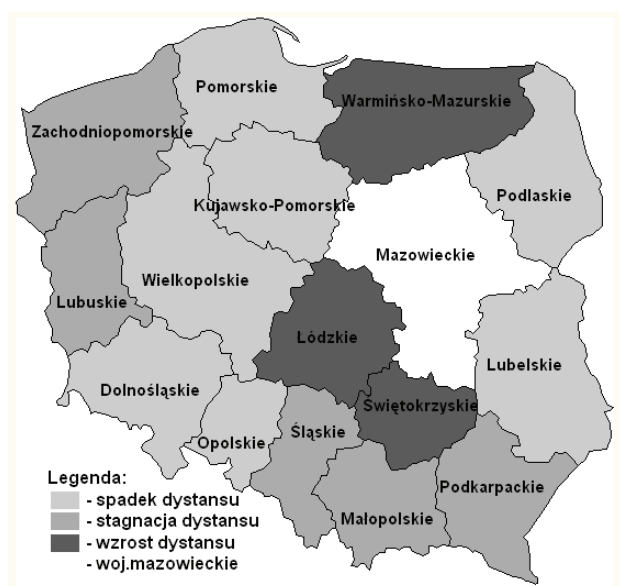 Pomorskie
Warmińsko-Mazurskie
Zachodniopomorskie
Podlaskie
Kujawsko-Pomorskie
Mazowieckie
Wielkopolskie
Lubuskie
Łódzkie
Lubelskie
Dolnośląskie
Świętokrzyskie
Opolskie
Śląskie
Podkarpackie
Małopolskie
Legenda:
- spadek dystansu
- stagnacja dystansu
- wzrost dystansu
- woj.mazowieckie